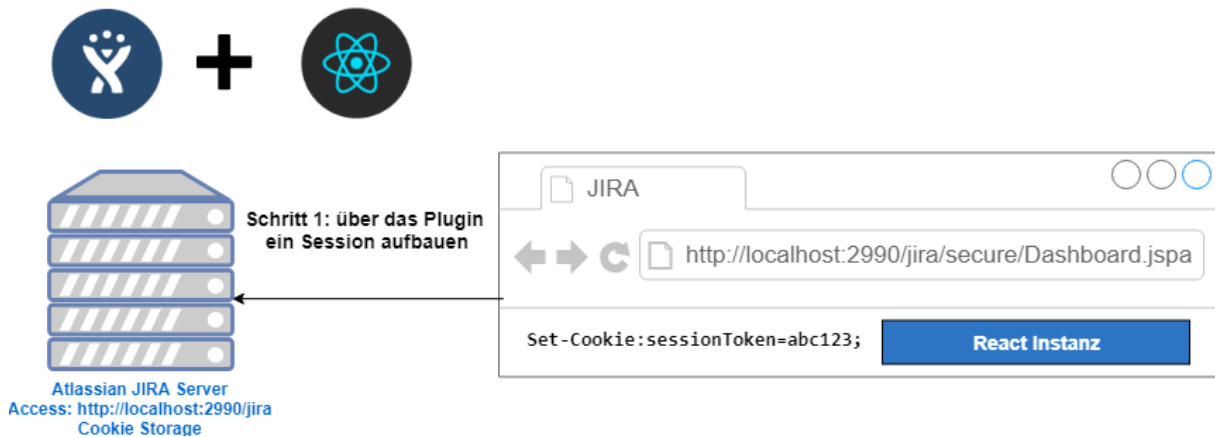 JIRA
Schritt 1: über das Plugin
ein Session aufbauen
http://localhost:2990/jira/secure/Dashboard.jspa
Set-Cookie:sessionToken=abc123;
React Instanz
Atlassian JIRA Server
Access: http://localhost:2990/jira
Cookie Storage